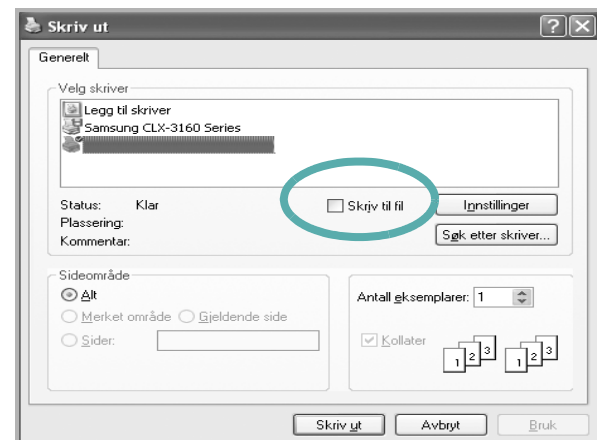 Skriv ut
Generelt
Velg skriver
Legg til skriver
Samsung CLX-3160 Series
Status: Klar
Skriv til fil
Innstillinger
Plassering:
Kommentar:
Søk etter skriver...
Sideområde
Alt
Merket område Gjeldende side
Sider:
Antall eksemplarer: 1
Kollater
1 2 3 1 2 3
Skriv ut Avbryt Bruk